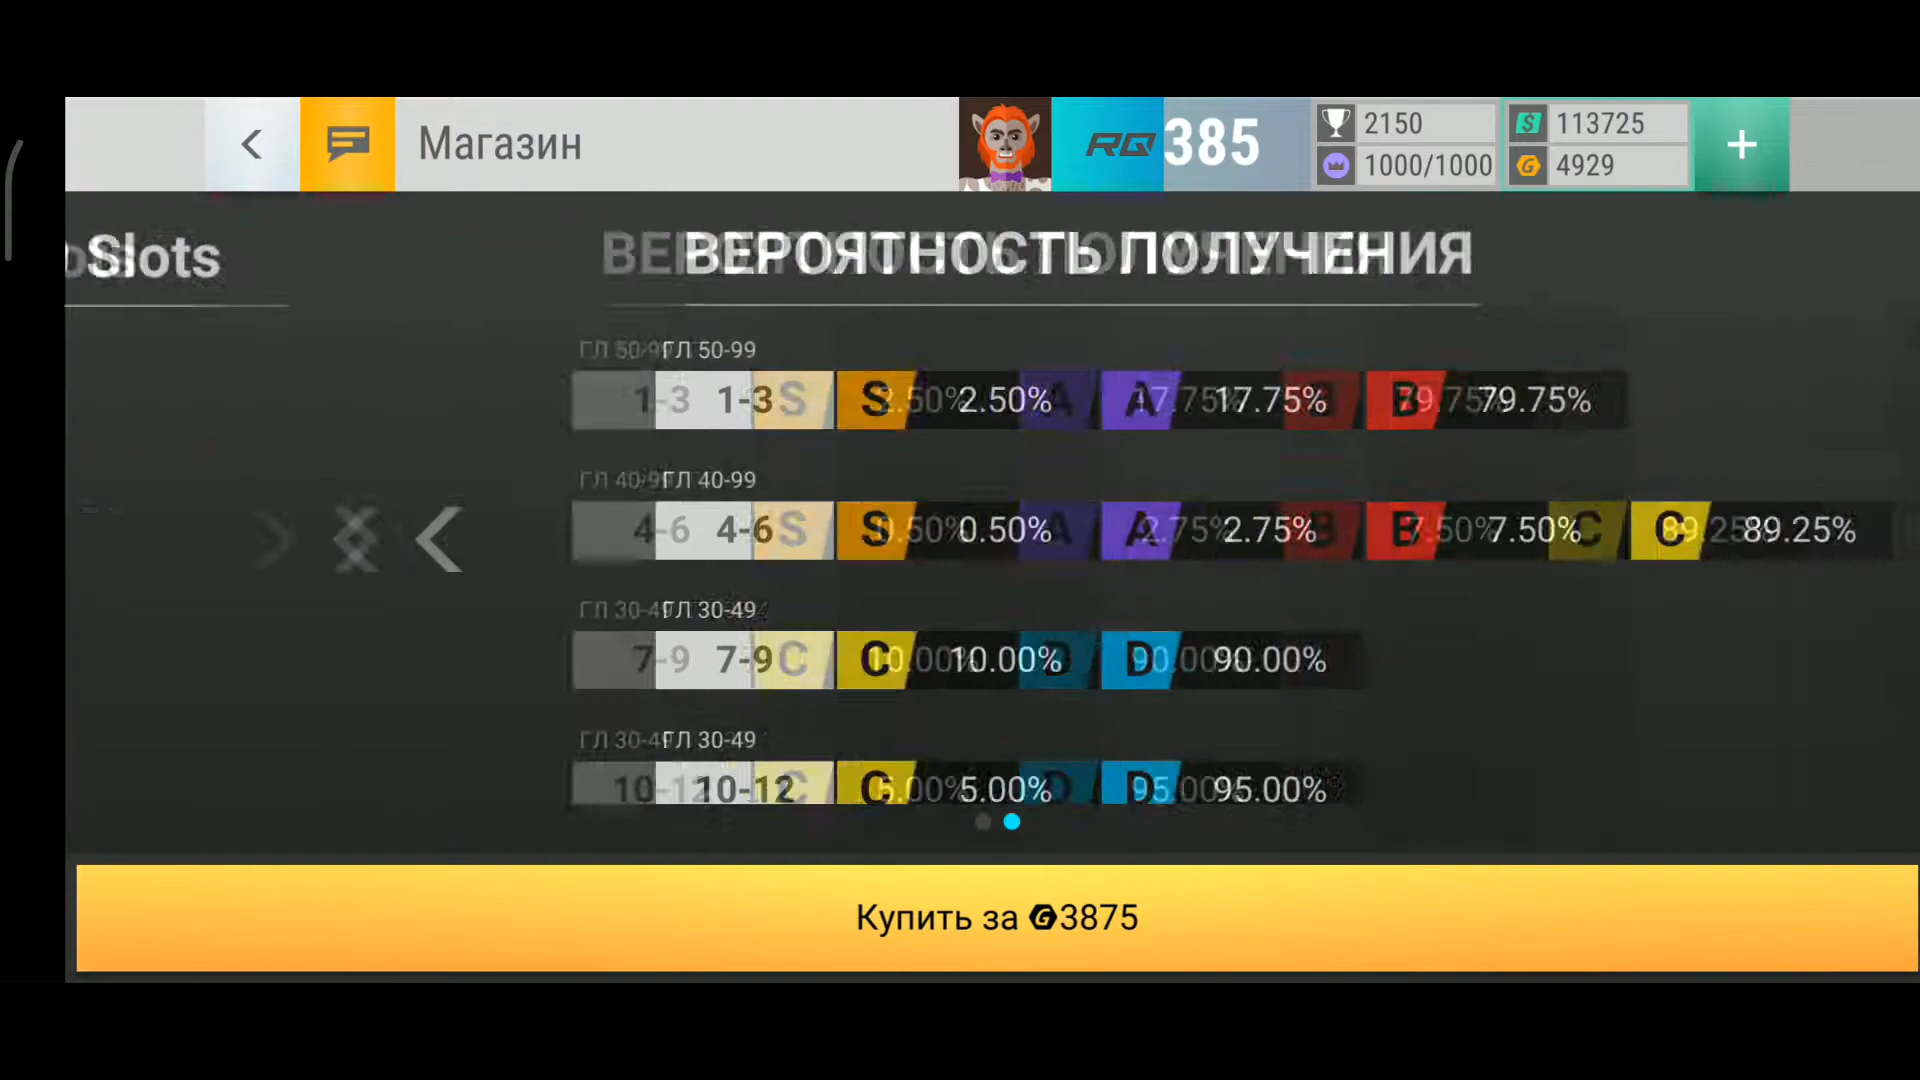 Магазин
RQ 385
2150
1000/1000
113725
4929
+
Slots
ВЕРОЯТНОСТЬ ПОЛУЧЕНИЯ
ГЛ 50-99
1-3 S 2.50% A 17.75% B 79.75%
ГЛ 40-99
4-6 S 0.50% A 2.75% B 7.50% C 89.25%
ГЛ 30-49
7-9 C 10.00% D 90.00%
ГЛ 30-49
10-12 C 5.00% D 95.00%
Купить за G3875